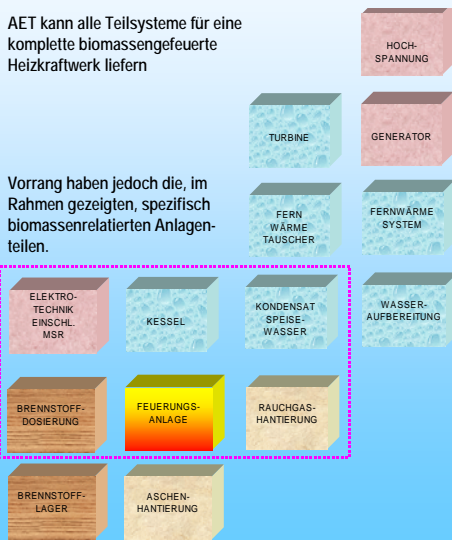 AET kann alle Teilsysteme für eine
komplette biomassengefeuerte
Heizkraftwerk liefern
HOCH-
SPANNUNG
TURBINE
GENERATOR
Vorrang haben jedoch die, im
Rahmen gezeigten, spezifisch
biomassenrelatierten Anlagen-
teilen.
FERN
WÄRME
TAUSCHER
FERNWÄRME
SYSTEM
ELEKTRO-
TECHNIK
EINSCHL.
MSR
KESSEL
KONDENSAT
SPEISE-
WASSER
WASSER-
AUFBEREITUNG
BRENNSTOFF-
DOSIERUNG
FEUERUNGS-
ANLAGE
RAUCHGAS-
HANTIERUNG
BRENNSTOFF-
LAGER
ASCHEN-
HANTIERUNG